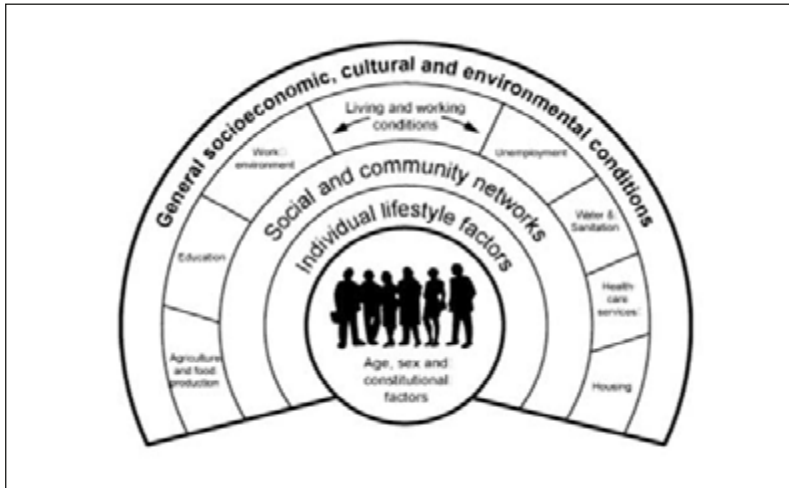 General socioeconomic, cultural and environmental conditions
Living and working
conditions
Work
environment
Unemployment
Education
Water &
Sanitation
Agriculture
and food
production
Health
care
services
Housing
Social and community networks
Individual lifestyle factors
Age, sex and
constitutional
factors